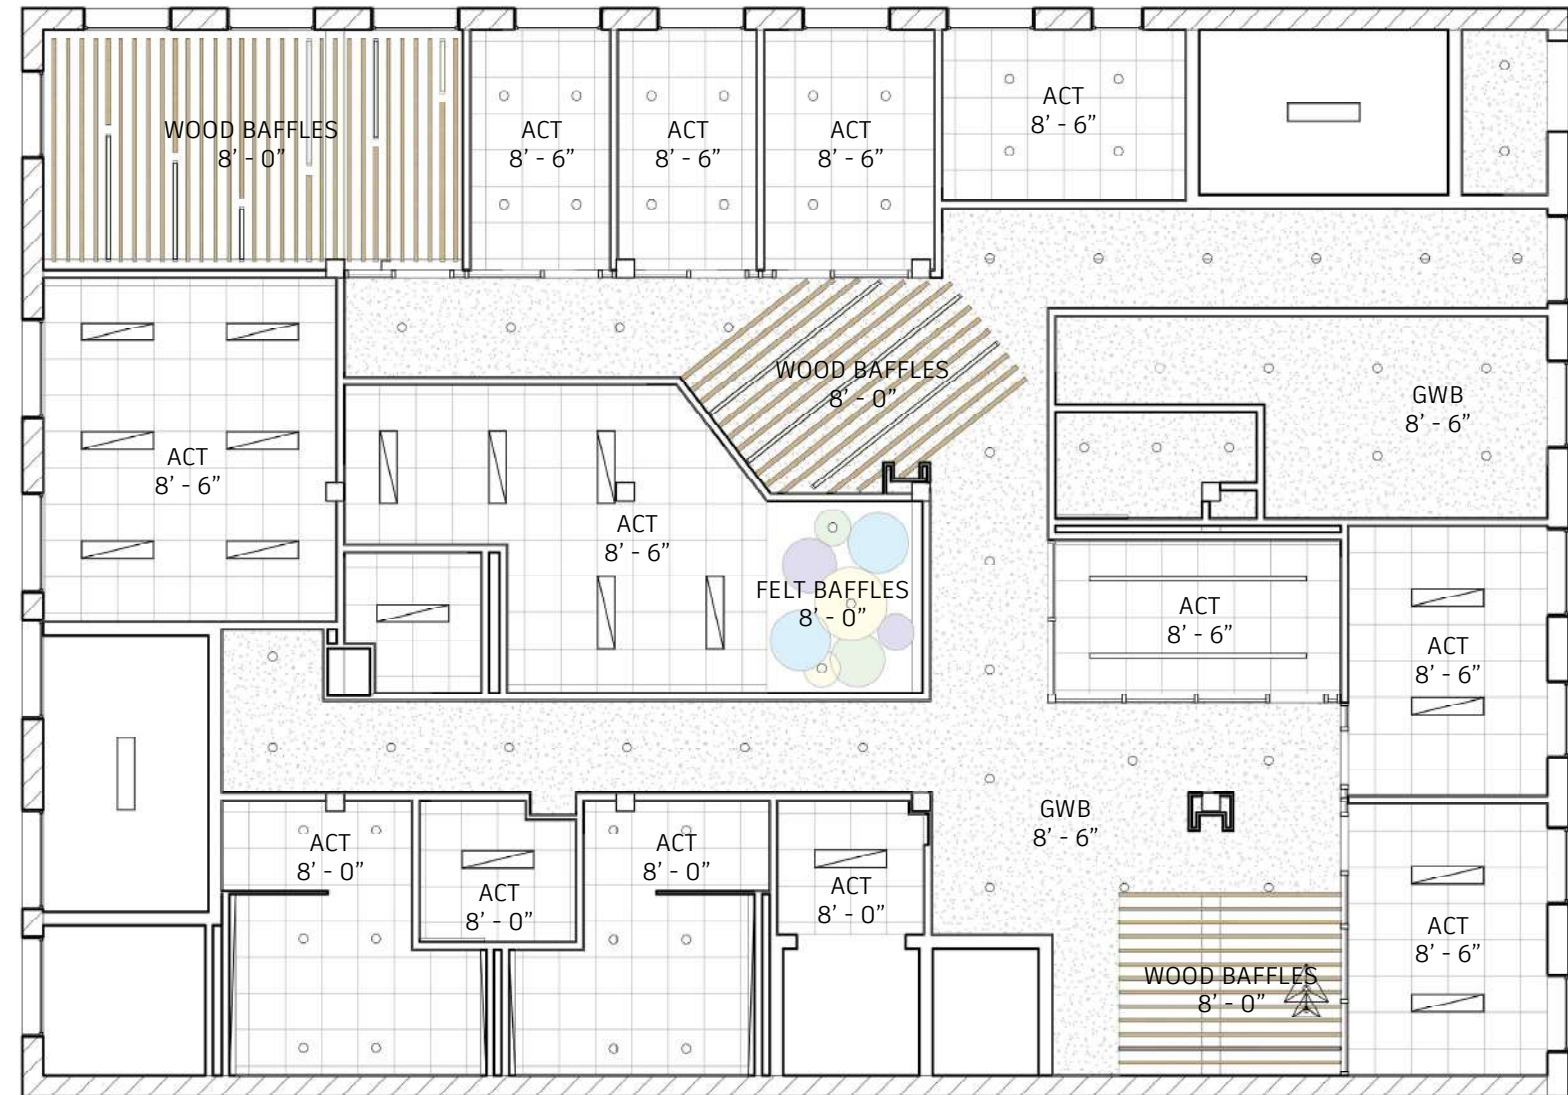 ACT
8’ - 6”
WOOD BAFFLES
8’ - 0”
ACT
8’ - 6”
ACT
8’ - 6”
ACT
8’ - 6”
WOOD BAFFLES
8’ - 0”
GWB
8’ - 6”
ACT
8’ - 6”
ACT
8’ - 6”
FELT BAFFLES
8’ - 0”
ACT
8’ - 6”
ACT
8’ - 6”
GWB
8’ - 6”
ACT
8’ - 0”
ACT
8’ - 0”
ACT
8’ - 0”
ACT
8’ - 0”
ACT
8’ - 6”
WOOD BAFFLES
8’ - 0”